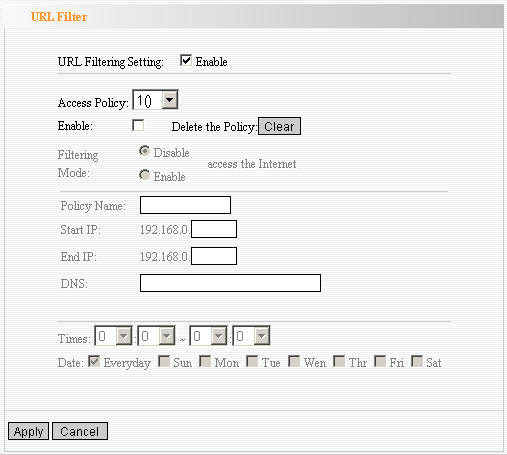 URL Filter
URL Filtering Setting: Enable
Access Policy: 1()
Enable: Delete the Policy: Clear
Filtering Mode: Disable access the Internet
Enable
Policy Name:
Start IP: 192.168.0.
End IP: 192.168.0.
DNS:
Times: 0 : 0 ~ 0 : 0
Date: Everyday Sun Mon Tue Wen Thr Fri Sat
Apply Cancel